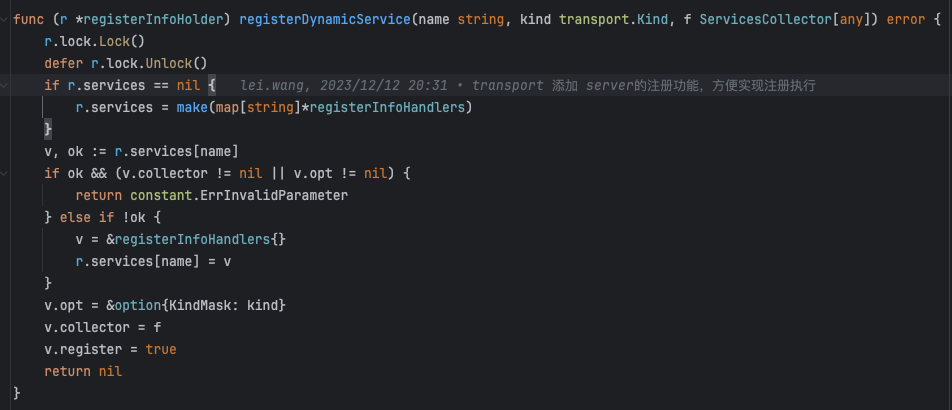 func (r *registerInfoHolder) registerDynamicService(name string, kind transport.Kind, f ServicesCollector[any]) error {
    r.lock.Lock()
    defer r.lock.Unlock()
    if r.services == nil {   lei.wang, 2023/12/12 20:31 • transport 添加 server的注册功能，方便实现注册执行
        r.services = make(map[string]*registerInfoHandlers)
    }
    v, ok := r.services[name]
    if ok && (v.collector != nil || v.opt != nil) {
        return constant.ErrInvalidParameter
    } else if !ok {
        v = &registerInfoHandlers{}
        r.services[name] = v
    }
    v.opt = &option{KindMask: kind}
    v.collector = f
    v.register = true
    return nil
}